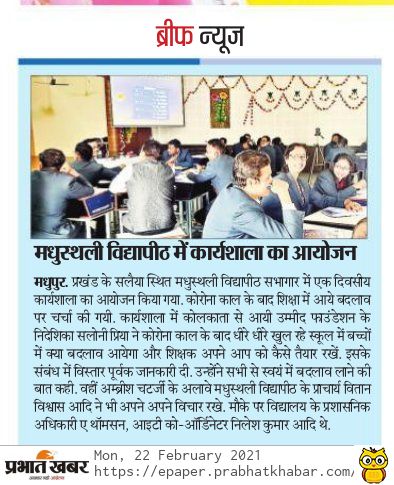 ब्रीफ न्यूज
मधुस्थली विद्यापीठ में कार्यशाला का आयोजन
मधुपुर. प्रखंड के सलैया स्थित मधुस्थली विद्यापीठ सभागार में एक दिवसीय
कार्यशाला का आयोजन किया गया. कोरोना काल के बाद शिक्षा में आये बदलाव
पर चर्चा की गयी. कार्यशाला में कोलकाता से आयी उम्मीद फाउंडेशन के
निदेशिका सलोनी प्रिया ने कोरोना काल के बाद धीरे धीरे खुल रहे स्कूल में बच्चों
में क्या बदलाव आयेगा और शिक्षक अपने आप को कैसे तैयार रखें. इसके
संबंध में विस्तार पूर्वक जानकारी दी. उन्होंने सभी से स्वयं में बदलाव लाने की
बात कही. वहीं अम्ब्रीश चटर्जी के अलावे मधुस्थली विद्यापीठ के प्राचार्य वितान
विश्वास आदि ने भी अपने अपने विचार रखे. मौके पर विद्यालय के प्रशासनिक
अधिकारी ए थॉमसन, आइटी को-ऑर्डिनेटर निलेश कुमार आदि थे.
प्रभात खबर
अखबार नहीं आंदोलन
Mon, 22 February 2021
https://epaper.prabhatkhabar.com/